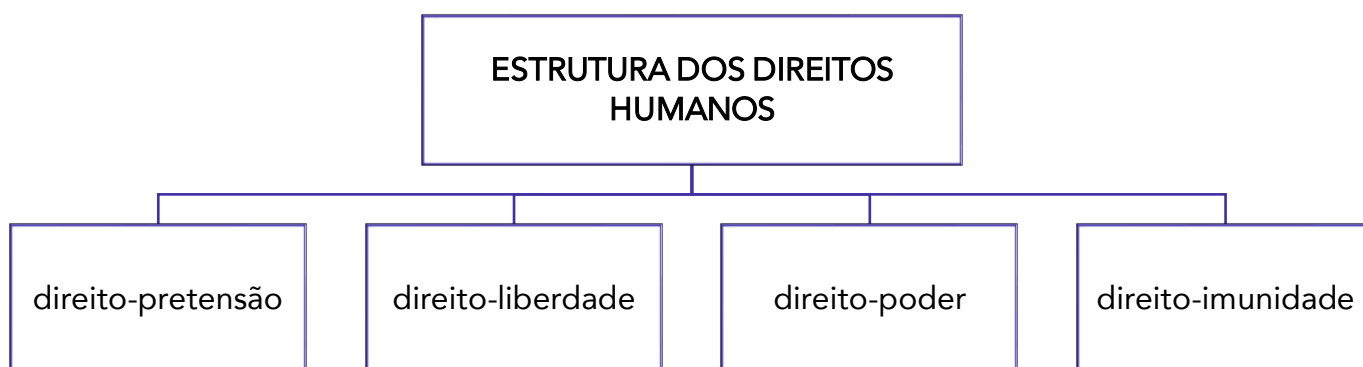 ESTRUTURA DOS DIREITOS
HUMANOS
direito-pretensão
direito-liberdade
direito-poder
direito-imunidade